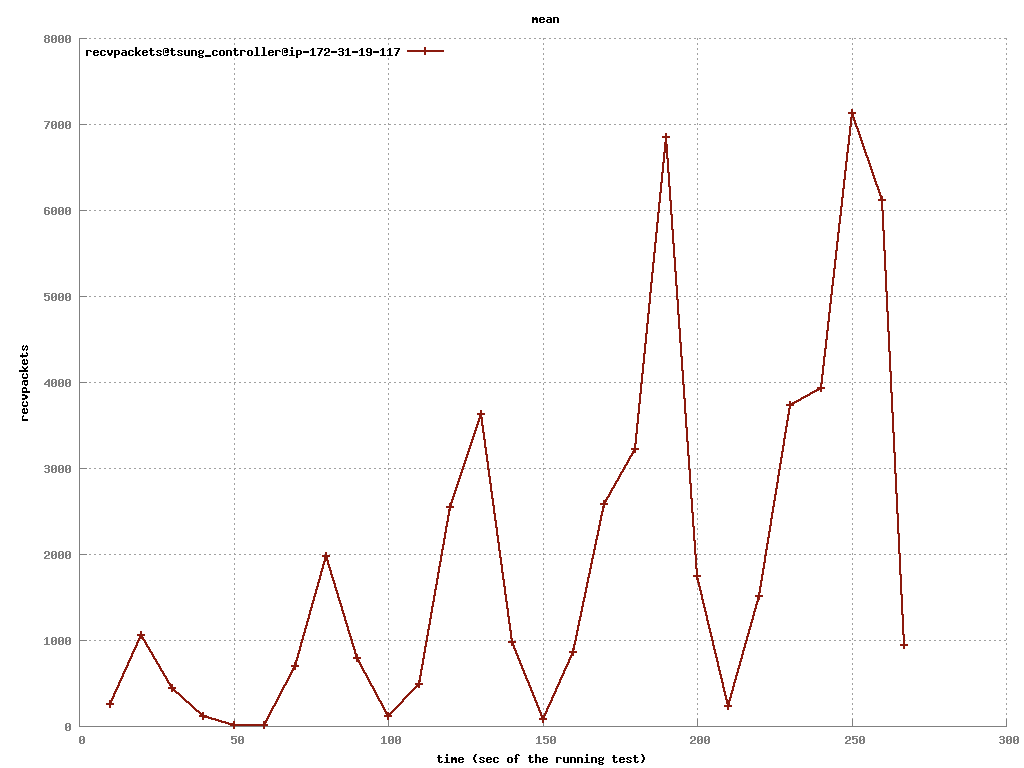 mean
8000
recvpackets@tsung_controller@ip-172-31-19-117
7000
6000
5000
4000
3000
2000
1000
0
recvpackets
0 50 100 150 200 250 300
time (sec of the running test)